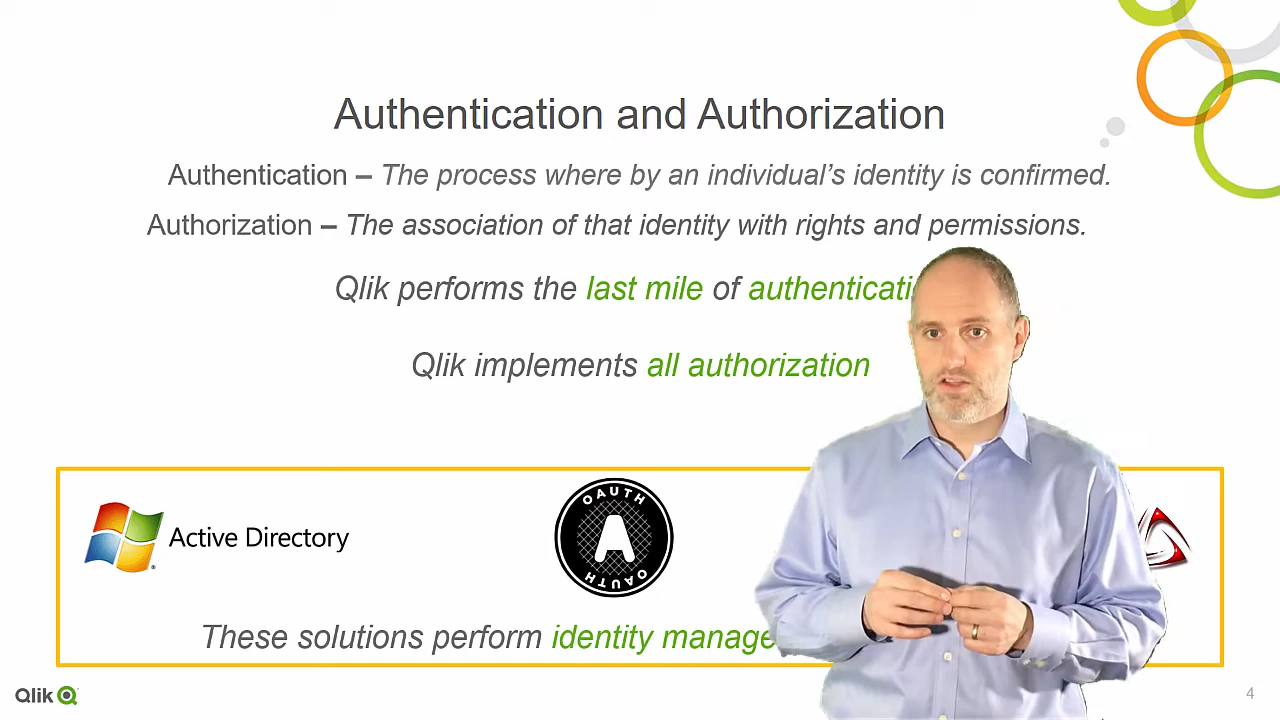 Authentication and Authorization
Authentication – The process where by an individual's identity is confirmed.
Authorization – The association of that identity with rights and permissions.
Qlik performs the last mile of
Qlik implements all authorization
Active Directory
OAUTH
A
OAUTH
These solutions perform identity
Qlik
4